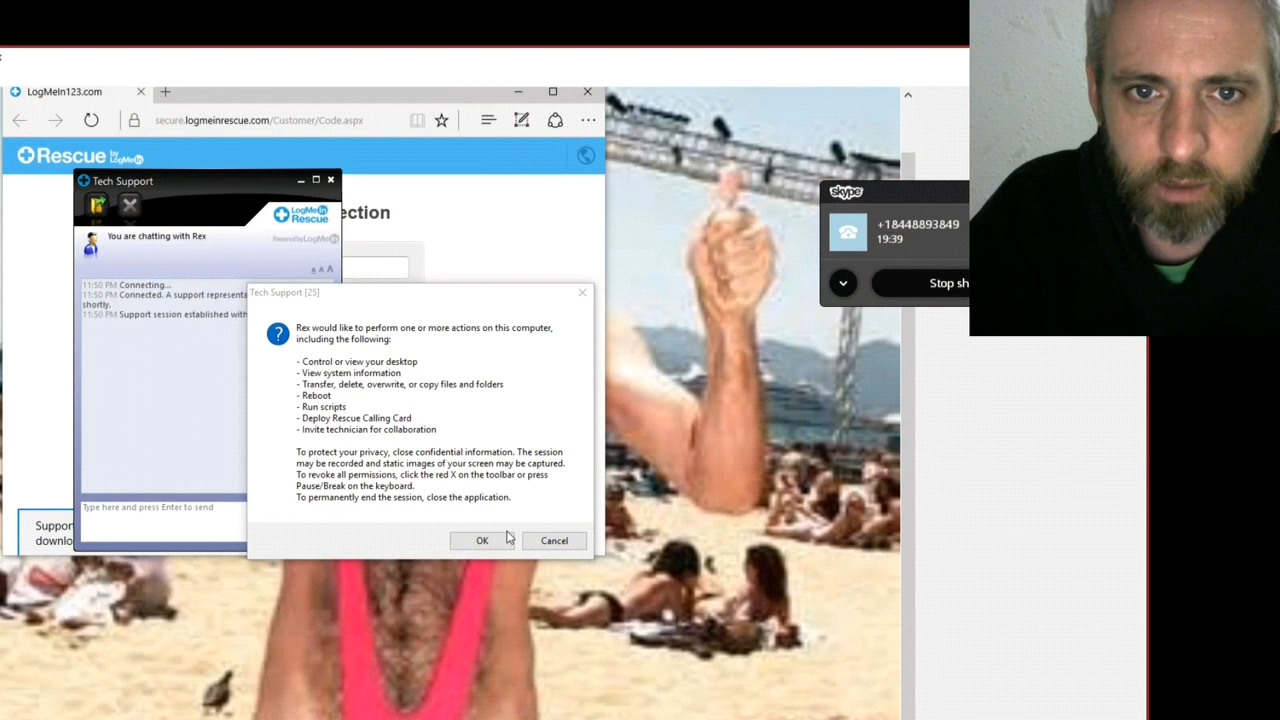 LogMeIn123.com
secure.logmeinrescue.com/Customer/Code.aspx
Rescue by LogMeIn
Tech Support
ection
LogMeIn Rescue
You are chatting with Rex
Powered by LogMeIn
A A A
11:50 PM Connecting...
11:50 PM Connected. A support representa
shortly.
11:50 PM Support session established with
Type here and press Enter to send
Suppor
downlo
Tech Support [25]
Rex would like to perform one or more actions on this computer,
including the following:
- Control or view your desktop
- View system information
- Transfer, delete, overwrite, or copy files and folders
- Reboot
- Run scripts
- Deploy Rescue Calling Card
- Invite technician for collaboration
To protect your privacy, close confidential information. The session
may be recorded and static images of your screen may be captured.
To revoke all permissions, click the red X on the toolbar or press
Pause/Break on the keyboard.
To permanently end the session, close the application.
OK
Cancel
skype
+18448893849
19:39
Stop sh